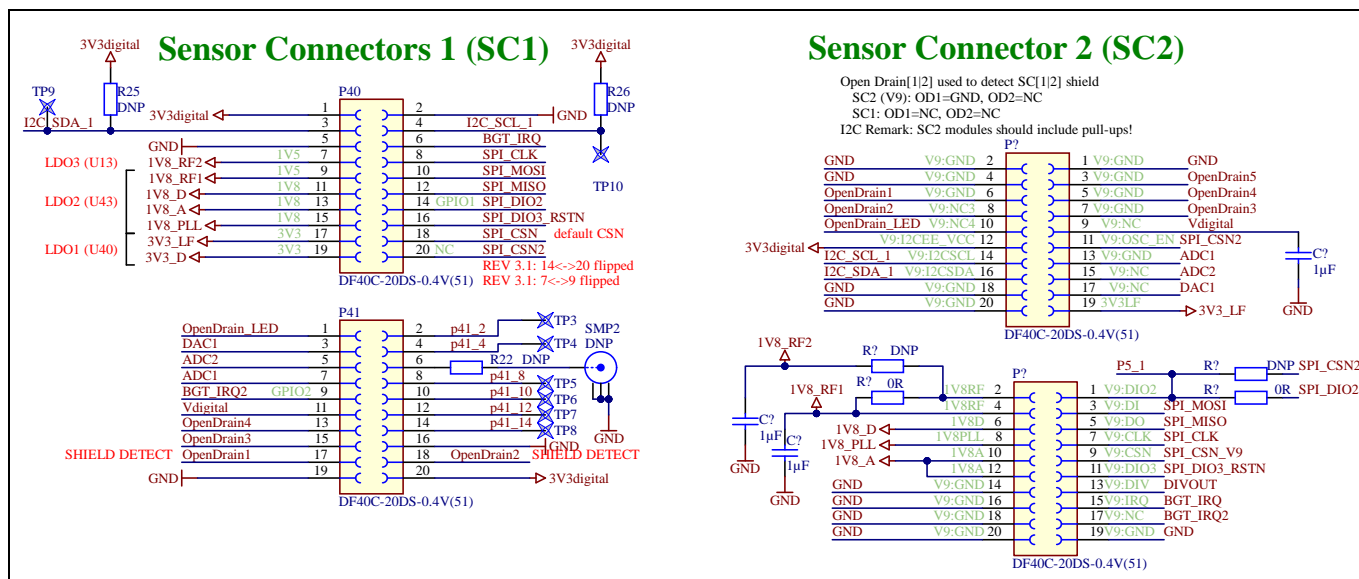 Sensor Connectors 1 (SC1)
3V3digital
3V3digital
R25
DNP
R26
DNP
TP9
TP10
P40
3V3digital 1 2 GND
I2C_SDA_1 3 4 I2C_SCL_1
GND 5 6 BGT_IRQ
LDO3 (U13) 1V8_RF2 1V5 7 8 SPI_CLK
1V8_RF1 1V5 9 10 SPI_MOSI
LDO2 (U43) 1V8_D 1V8 11 12 SPI_MISO
1V8_A 1V8 13 14 GPIO1 SPI_DIO2
1V8_PLL 1V8 15 16 SPI_DIO3_RSTN
LDO1 (U40) 3V3_LF 3V3 17 18 SPI_CSN default CSN
3V3_D 3V3 19 20 NC SPI_CSN2
REV 3.1: 14<->20 flipped
REV 3.1: 7<->9 flipped
DF40C-20DS-0.4V(51)
P41
OpenDrain_LED 1 2 p41_2 TP3
DAC1 3 4 p41_4 TP4
SMP2
DNP
ADC2 5 6 R22 DNP
ADC1 7 8 p41_8 TP5
BGT_IRQ2 GPIO2 9 10 p41_10 TP6
Vdigital 11 12 p41_12 TP7
OpenDrain4 13 14 p41_14 TP8
OpenDrain3 15 16 GND
GND
SHIELD DETECT OpenDrain1 17 18 OpenDrain2 SHIELD DETECT
GND 19 20 3V3digital
DF40C-20DS-0.4V(51)
Sensor Connector 2 (SC2)
Open Drain[1|2] used to detect SC[1|2] shield
SC2 (V9): OD1=GND, OD2=NC
SC1: OD1=NC, OD2=NC
I2C Remark: SC2 modules should include pull-ups!
P?
GND V9:GND 2 1 V9:GND GND
GND V9:GND 4 3 V9:GND OpenDrain5
OpenDrain1 V9:GND 6 5 V9:GND OpenDrain4
OpenDrain2 V9:NC3 8 7 V9:GND OpenDrain3
OpenDrain_LED V9:NC4 10 9 V9:NC Vdigital
3V3digital V9:I2CEE_VCC 12 11 V9:OSC_EN SPI_CSN2
I2C_SCL_1 V9:I2CSCL 14 13 V9:GND ADC1
I2C_SDA_1 V9:I2CSDA 16 15 V9:NC ADC2
GND V9:GND 18 17 V9:NC DAC1
GND V9:GND 20 19 3V3LF 3V3_LF
C?
1µF
GND
DF40C-20DS-0.4V(51)
1V8_RF2
R? DNP
1V8_RF1
R? 0R
C?
1µF
GND
C?
1µF
GND
P5_1
R? DNP SPI_CSN2
R? 0R SPI_DIO2
P?
1V8RF 2 1 V9:DIO2
1V8RF 4 3 V9:DI SPI_MOSI
1V8_D 1V8D 6 5 V9:DO SPI_MISO
1V8_PLL 1V8PLL 8 7 V9:CLK SPI_CLK
1V8_A 1V8A 10 9 V9:CSN SPI_CSN_V9
1V8A 12 11 V9:DIO3 SPI_DIO3_RSTN
GND V9:GND 14 13 V9:DIV DIVOUT
GND V9:GND 16 15 V9:IRQ BGT_IRQ
GND V9:GND 18 17 V9:NC BGT_IRQ2
GND V9:GND 20 19 V9:GND GND
DF40C-20DS-0.4V(51)